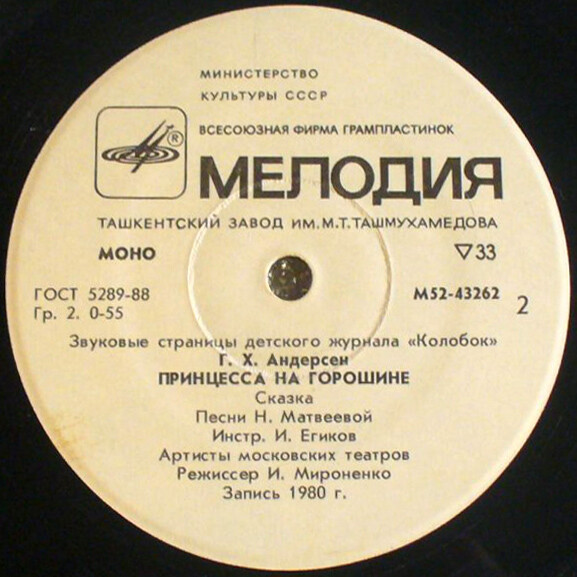 МИНИСТЕРСТВО
КУЛЬТУРЫ СССР
ВСЕСОЮЗНАЯ ФИРМА ГРАМПЛАСТИНОК
®
МЕЛОДИЯ
ТАШКЕНТСКИЙ ЗАВОД ИМ.М.Т.ТАШМУХАМЕДОВА
МОНО ▽33
ГОСТ 5289-88 М52-43262 2
Гр. 2. 0-55
Звуковые страницы детского журнала «Колобок»
Г. Х. Андерсен
ПРИНЦЕССА НА ГОРОШИНЕ
Сказка
Песни Н. Матвеевой
Инстр. И. Егиков
Артисты московских театров
Режиссер И. Мироненко
Запись 1980 г.